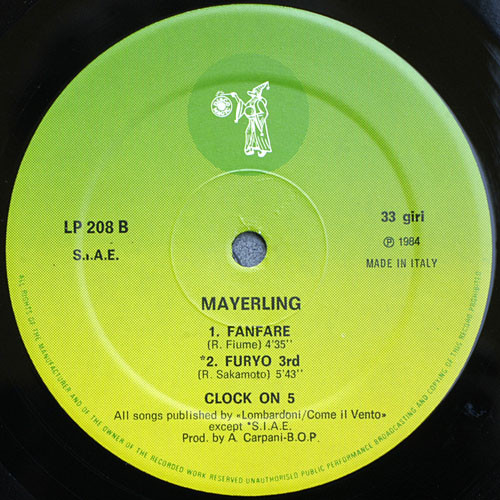 LP 208 B
S.I.A.E.
33 giri
℗ 1984
MADE IN ITALY
MAYERLING
1. FANFARE
(R. Fiume) 4'35''
*2. FURYO 3rd
(R. Sakamoto) 5'43''
CLOCK ON 5
All songs published by «Lombardoni/Come il Vento»
except *S.I.A.E.
Prod. by A. Carpani-B.O.P.
ALL RIGHTS OF THE MANUFACTURER AND OF THE OWNER OF THE RECORDED WORK RESERVED UNAUTHORISED PUBLIC PERFORMANCE BROADCASTING AND COPYING OF THIS RECORD PROHIBITED